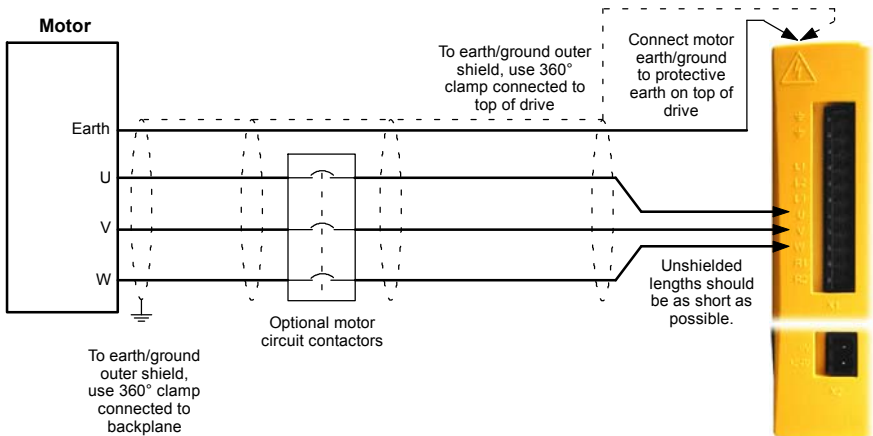 Motor
Earth
U
V
W
To earth/ground outer
shield, use 360°
clamp connected to
top of drive
Connect motor
earth/ground
to protective
earth on top of
drive
Optional motor
circuit contactors
Unshielded
lengths should
be as short as
possible.
To earth/ground
outer shield,
use 360° clamp
connected to
backplane